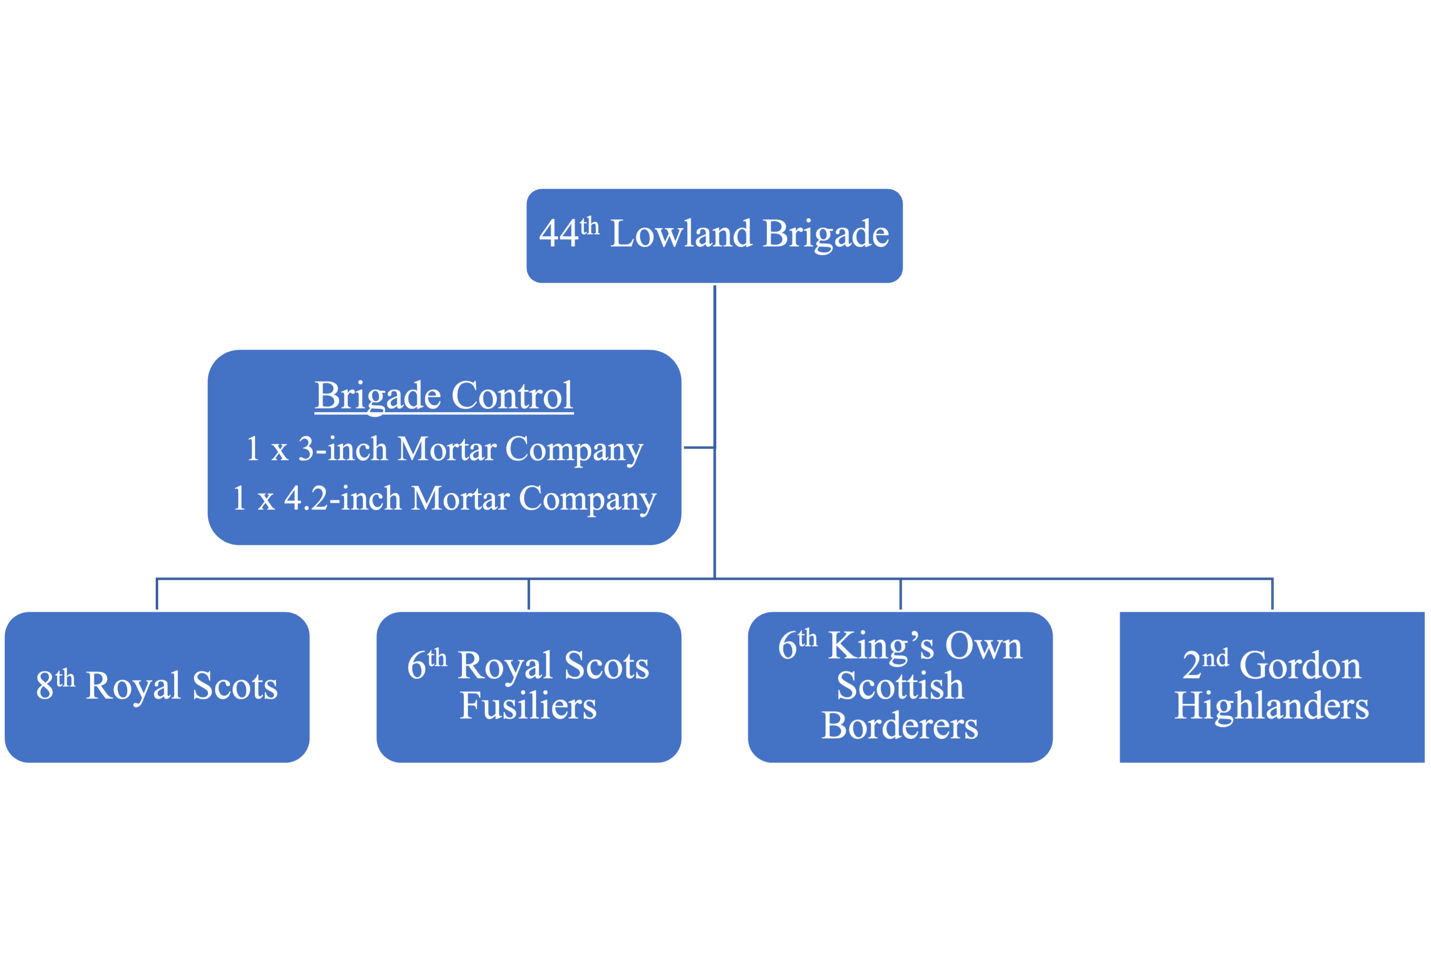 44th Lowland Brigade
Brigade Control
1 x 3-inch Mortar Company
1 x 4.2-inch Mortar Company
8th Royal Scots
6th Royal Scots
Fusiliers
6th King’s Own
Scottish
Borderers
2nd Gordon
Highlanders